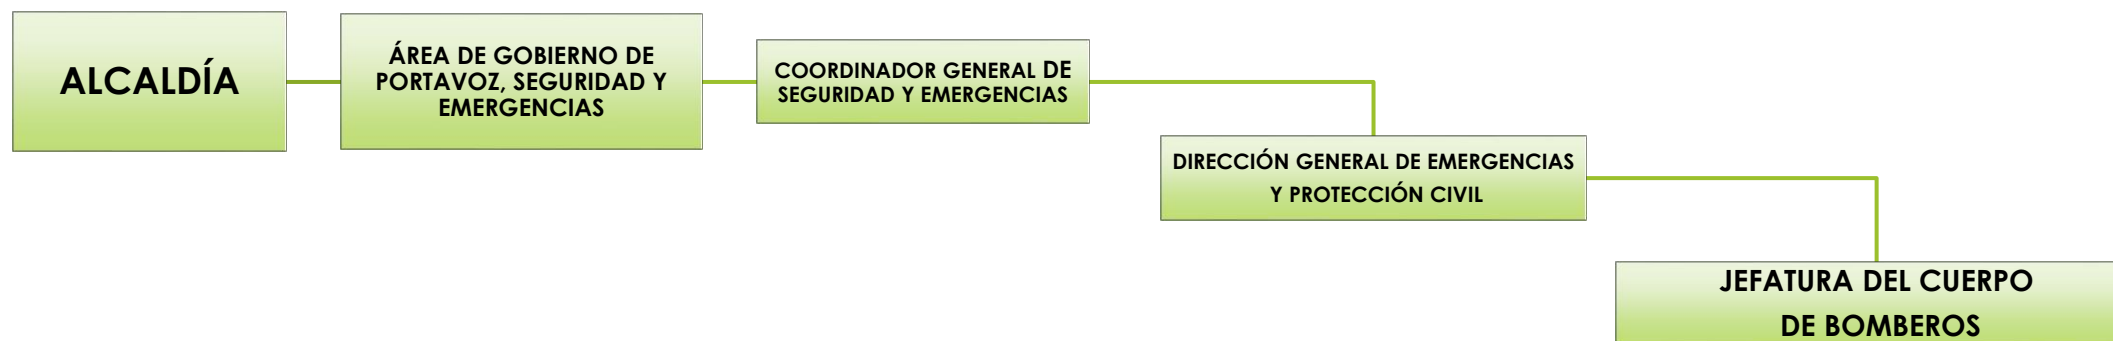 ALCALDÍA
ÁREA DE GOBIERNO DE
PORTAVOZ, SEGURIDAD Y
EMERGENCIAS
COORDINADOR GENERAL DE
SEGURIDAD Y EMERGENCIAS
DIRECCIÓN GENERAL DE EMERGENCIAS
Y PROTECCIÓN CIVIL
JEFATURA DEL CUERPO
DE BOMBEROS